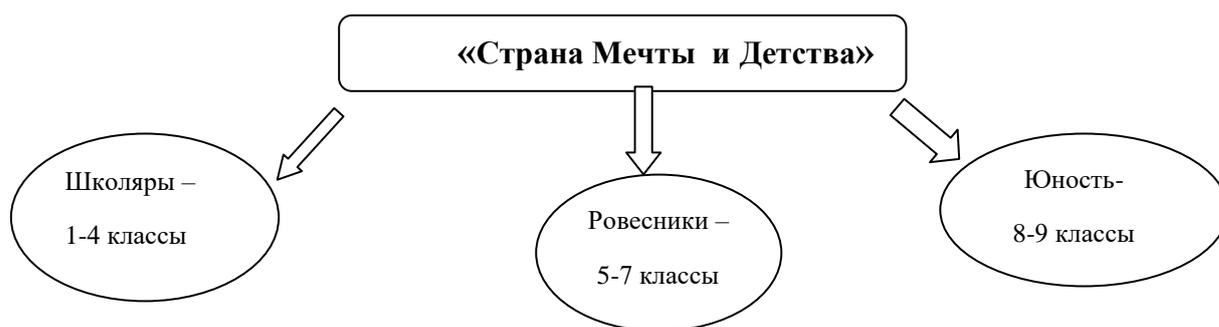 «Страна Мечты и Детства»
Школяры –
1-4 классы
Ровесники –
5-7 классы
Юность-
8-9 классы